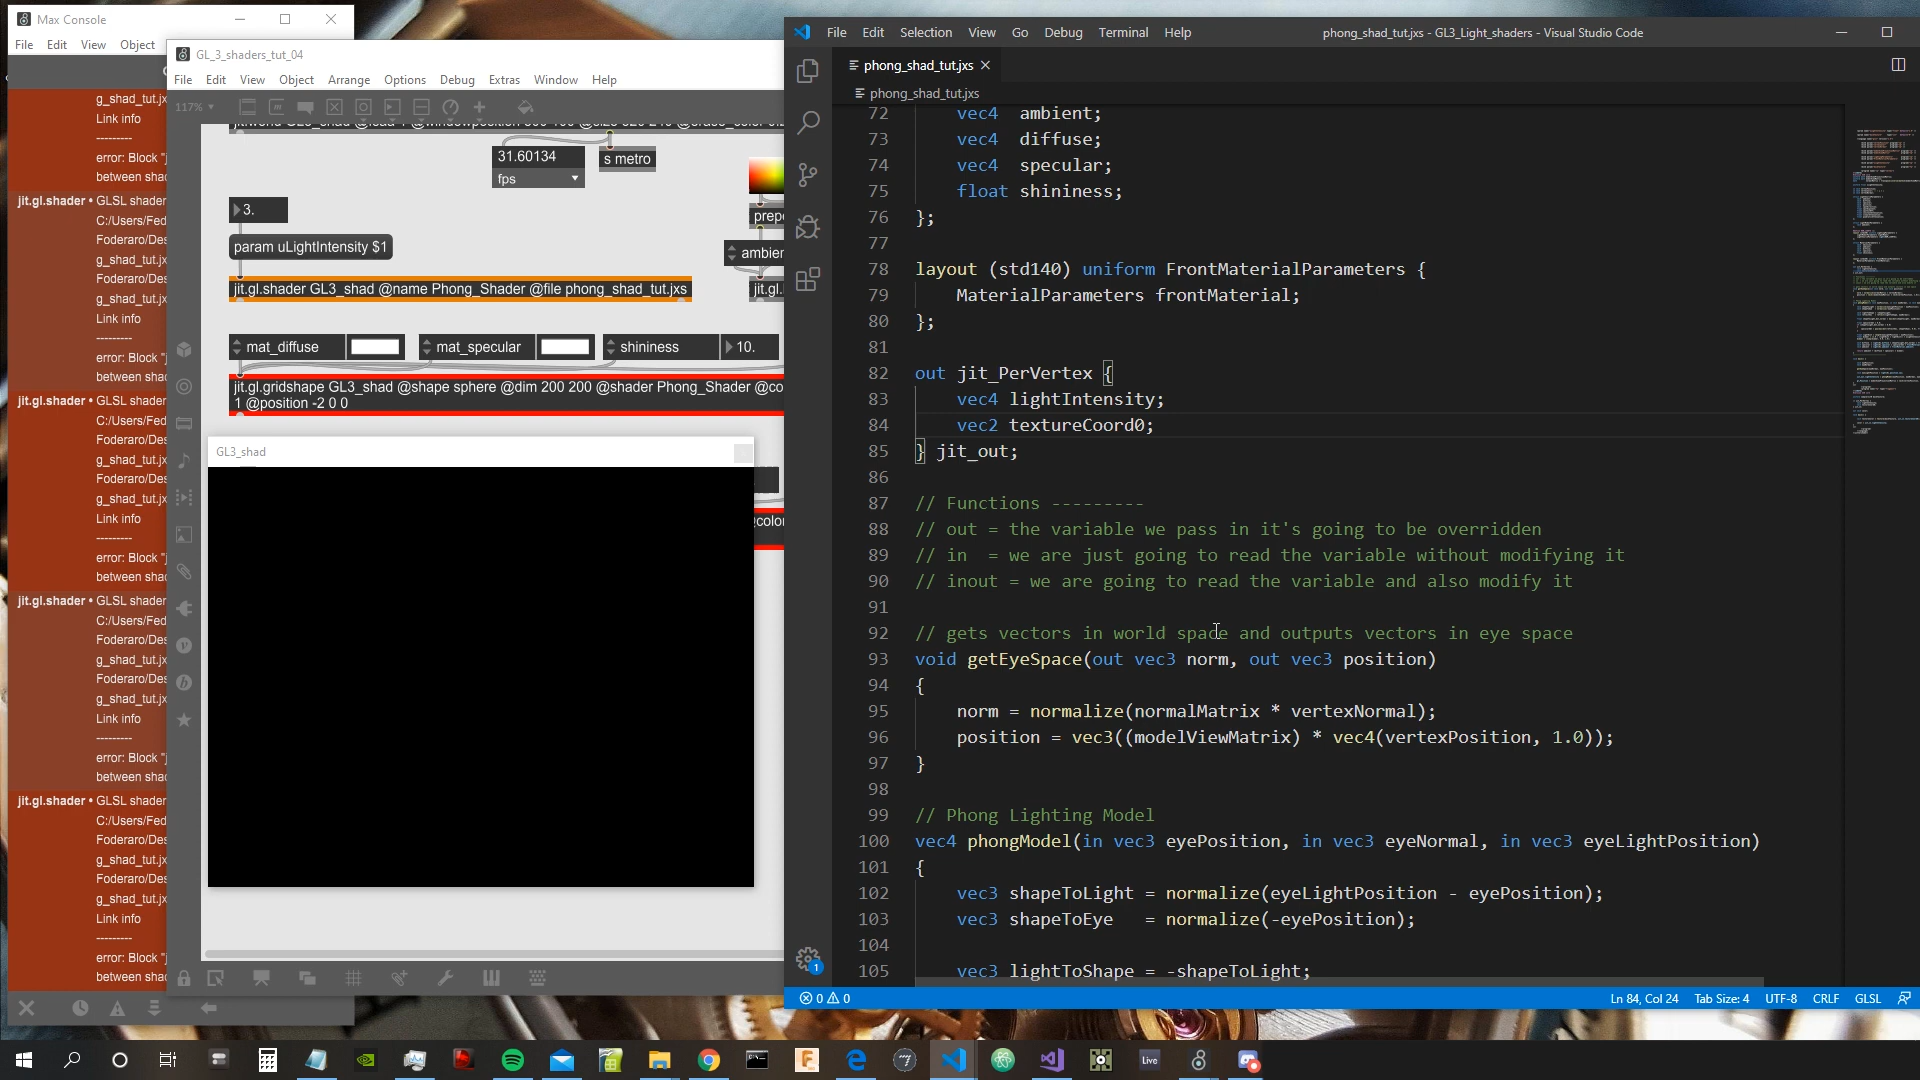 Max Console
File Edit View Object
g_shad_tut.jx
Link info
---------
error: Block "j
between shad
jit.gl.shader • GLSL shader
C:/Users/Fed
Foderaro/Des
g_shad_tut.jx
Foderaro/Des
g_shad_tut.jx
Link info
---------
error: Block "j
between shad
jit.gl.shader • GLSL shader
C:/Users/Fed
Foderaro/Des
g_shad_tut.jx
Foderaro/Des
g_shad_tut.jx
Link info
---------
error: Block "j
between shad
jit.gl.shader • GLSL shader
C:/Users/Fed
Foderaro/Des
g_shad_tut.jx
Foderaro/Des
g_shad_tut.jx
Link info
---------
error: Block "j
between shad
jit.gl.shader • GLSL shader
C:/Users/Fed
Foderaro/Des
g_shad_tut.jx
Foderaro/Des
g_shad_tut.jx
Link info
---------
error: Block "j
between shad
GL_3_shaders_tut_04
File Edit View Object Arrange Options Debug Extras Window Help
117%
31.60134
fps
s metro
3.
param uLightIntensity $1
prepe
ambien
jit.gl.shader GL3_shad @name Phong_Shader @file phong_shad_tut.jxs
jit.gl.
mat_diffuse
mat_specular
shininess
10.
jit.gl.gridshape GL3_shad @shape sphere @dim 200 200 @shader Phong_Shader @co
1 @position -2 0 0
GL3_shad
color
File Edit Selection View Go Debug Terminal Help
phong_shad_tut.jxs - GL3_Light_shaders - Visual Studio Code
phong_shad_tut.jxs
phong_shad_tut.jxs
72 vec4 ambient;
73 vec4 diffuse;
74 vec4 specular;
75 float shininess;
76 };
77
78 layout (std140) uniform FrontMaterialParameters {
79 MaterialParameters frontMaterial;
80 };
81
82 out jit_PerVertex {
83 vec4 lightIntensity;
84 vec2 textureCoord0;
85 } jit_out;
86
87 // Functions ---------
88 // out = the variable we pass in it's going to be overridden
89 // in = we are just going to read the variable without modifying it
90 // inout = we are going to read the variable and also modify it
91
92 // gets vectors in world space and outputs vectors in eye space
93 void getEyeSpace(out vec3 norm, out vec3 position)
94 {
95 norm = normalize(normalMatrix * vertexNormal);
96 position = vec3((modelViewMatrix) * vec4(vertexPosition, 1.0));
97 }
98
99 // Phong Lighting Model
100 vec4 phongModel(in vec3 eyePosition, in vec3 eyeNormal, in vec3 eyeLightPosition)
101 {
102 vec3 shapeToLight = normalize(eyeLightPosition - eyePosition);
103 vec3 shapeToEye = normalize(-eyePosition);
104
105 vec3 lightToShape = -shapeToLight;
1
0 0
Ln 84, Col 24 Tab Size: 4 UTF-8 CRLF GLSL
Live